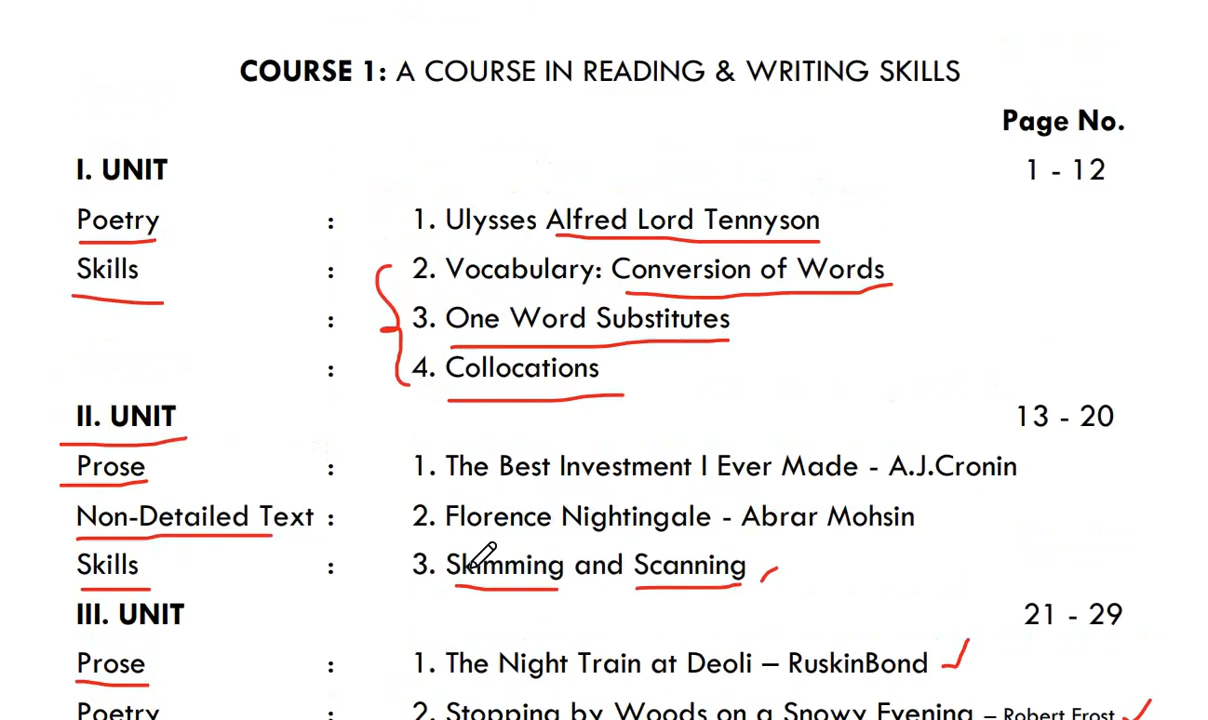 COURSE 1: A COURSE IN READING & WRITING SKILLS
Page No.
I. UNIT 1 - 12
Poetry : 1. Ulysses Alfred Lord Tennyson
Skills : 2. Vocabulary: Conversion of Words
: 3. One Word Substitutes
: 4. Collocations
II. UNIT 13 - 20
Prose : 1. The Best Investment I Ever Made - A.J.Cronin
Non-Detailed Text : 2. Florence Nightingale - Abrar Mohsin
Skills : 3. Skimming and Scanning
III. UNIT 21 - 29
Prose : 1. The Night Train at Deoli – RuskinBond
Poetry : 2. Stopping by Woods on a Snowy Evening – Robert Frost